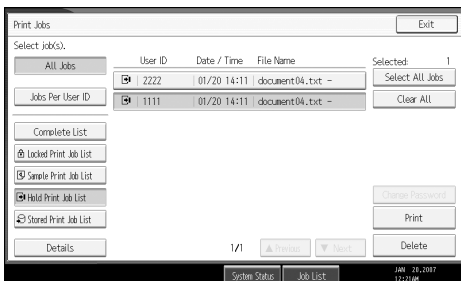 Print Jobs
Exit
Select job(s).
All Jobs
User ID Date / Time File Name
Selected: 1
2222 01/20 14:11 document04.txt -
Select All Jobs
Jobs Per User ID
1111 01/20 14:11 document04.txt -
Clear All
Complete List
Locked Print Job List
Sample Print Job List
Hold Print Job List
Change Password
Stored Print Job List
Print
Details
1/1
▲ Previous
▼ Next
Delete
System Status
Job List
JAN 20,2007
12:21AM